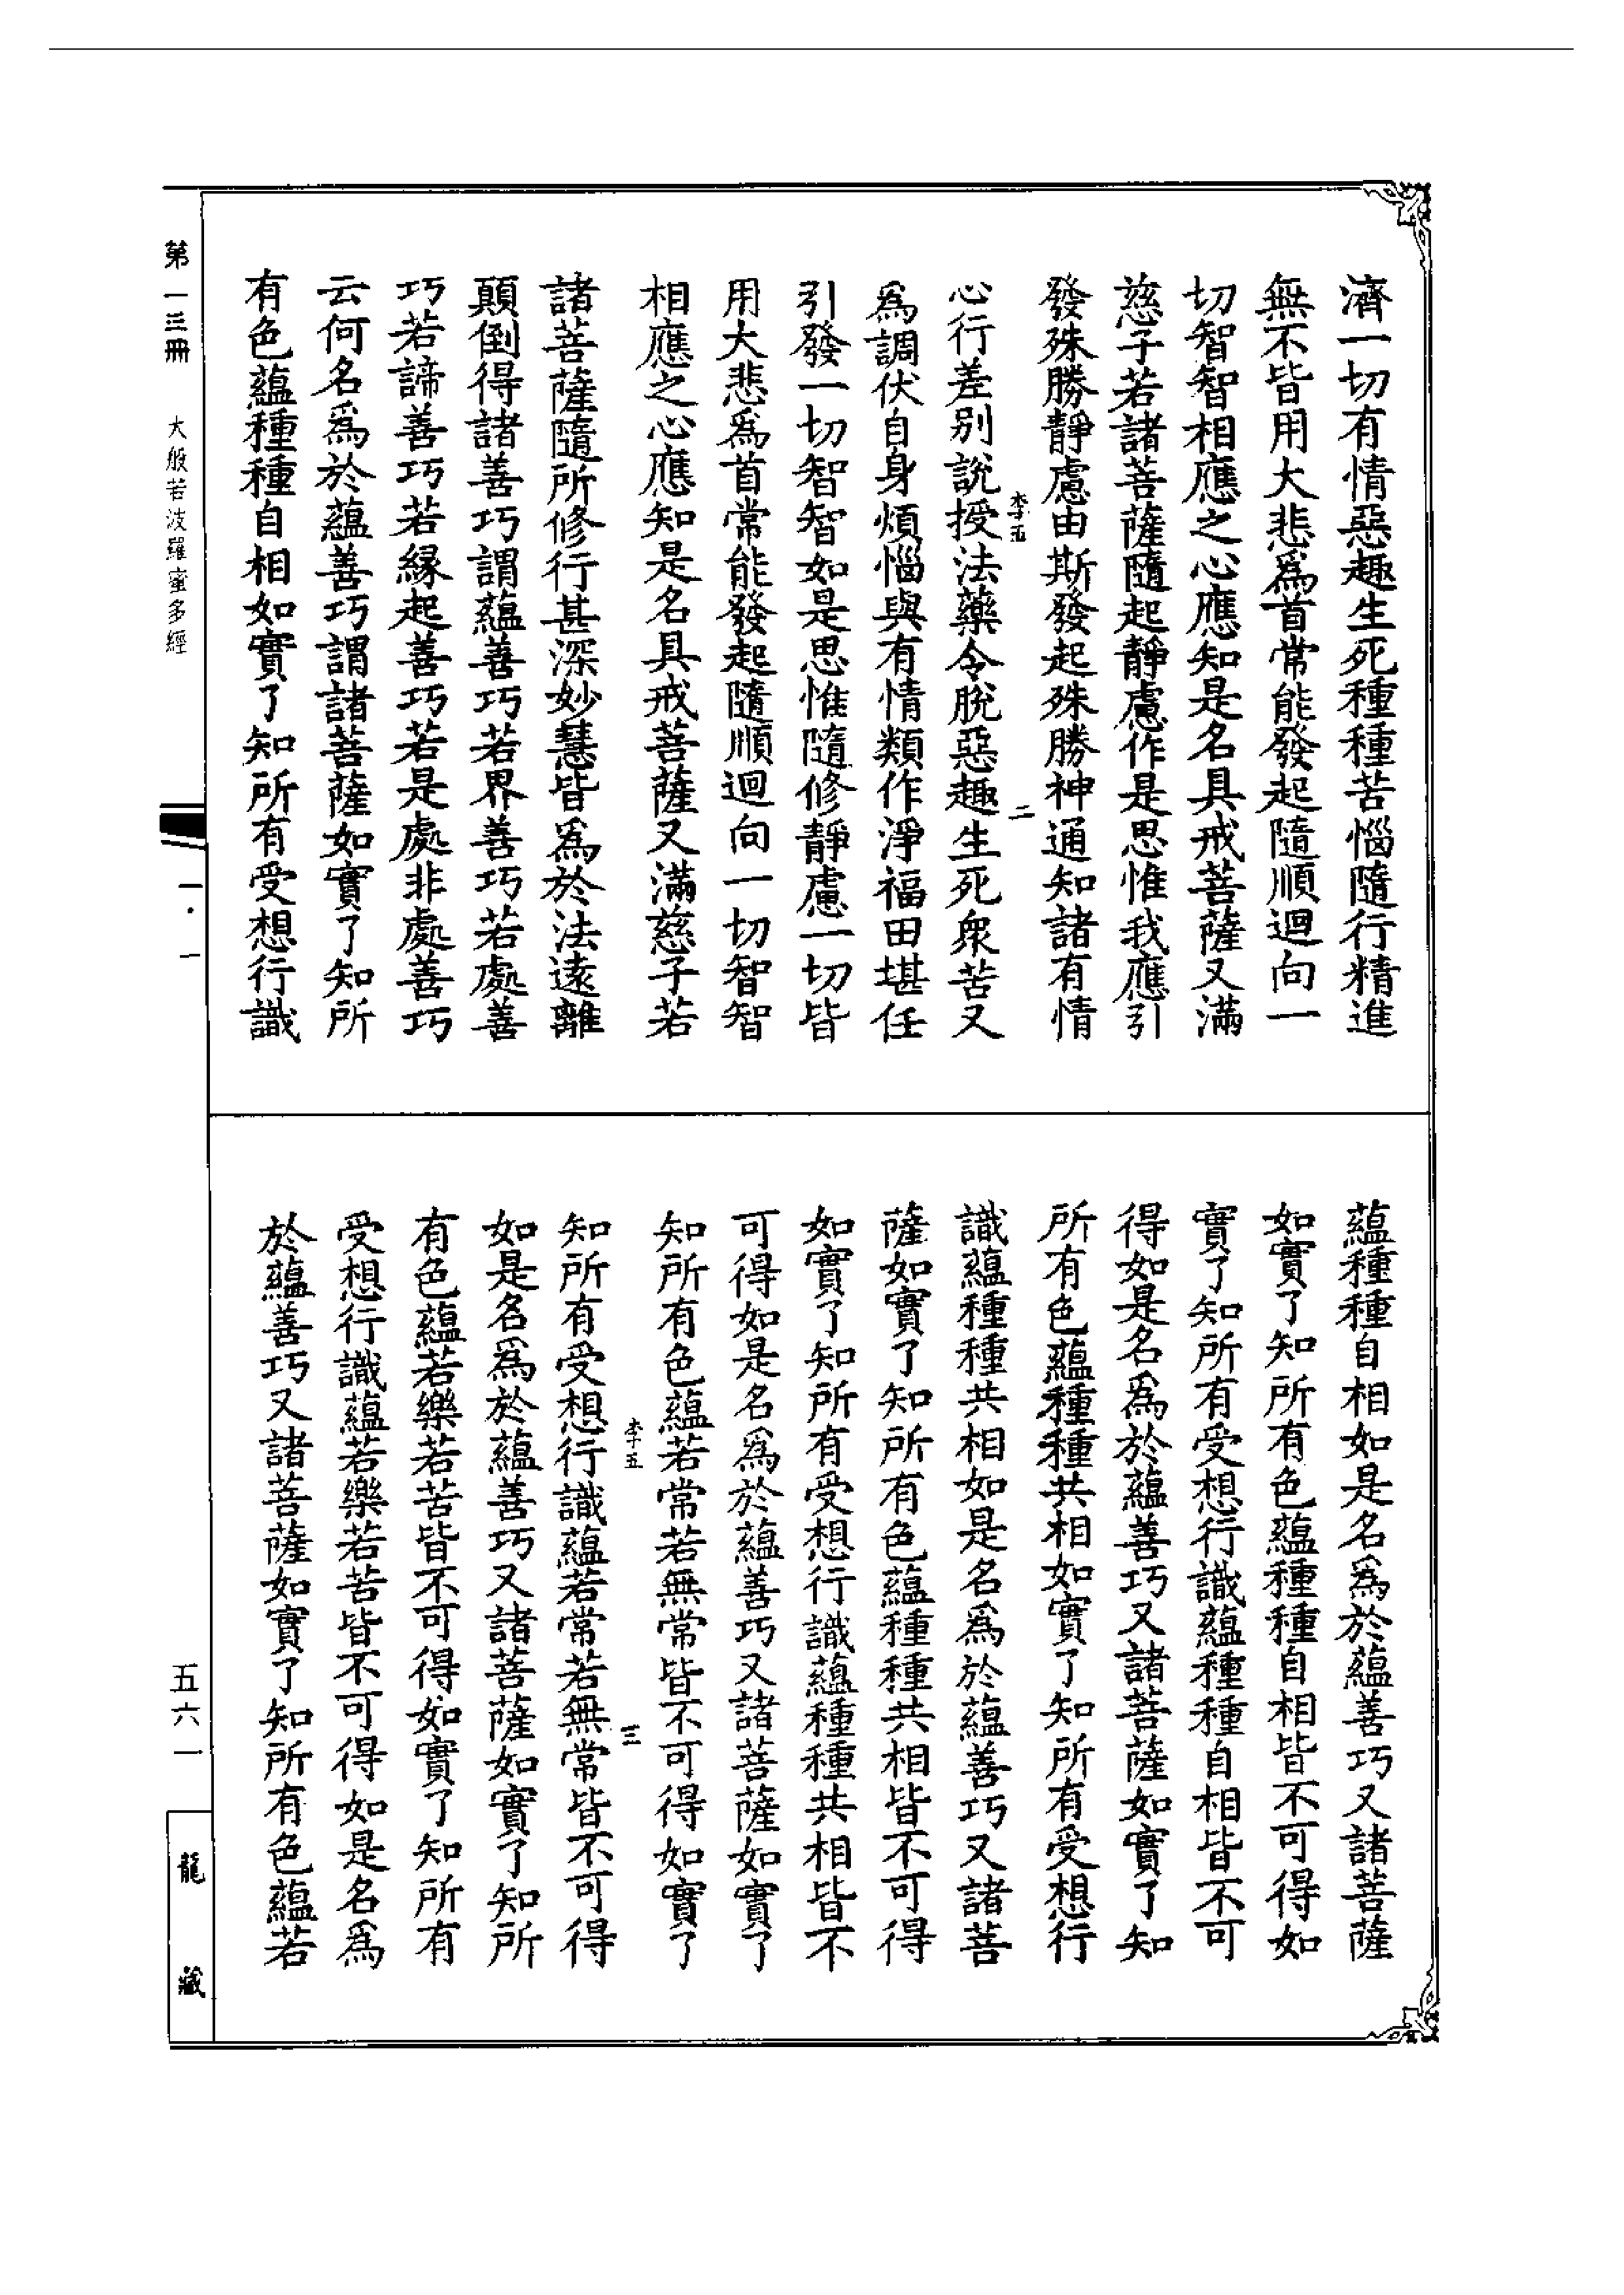 濟一切有情惡趣生死種種苦惱隨行精進
無不皆用大悲爲首常能發起隨順迴向一
切智智相應之心應知是名具戒菩薩又滿
慈子若諸菩薩隨起靜慮作是思惟我應引
發殊勝靜慮由斯發起殊勝神通知諸有情
李五 二
心行差別說授法藥令脫惡趣生死衆苦又
爲調伏自身煩惱與有情類作淨福田堪任
引發一切智智如是思惟隨修靜慮一切皆
用大悲爲首常能發起隨順迴向一切智智
相應之心應知是名具戒菩薩又滿慈子若
諸菩薩隨所修行甚深妙慧皆爲於法遠離
顛倒得諸善巧謂蘊善巧若界善巧若處善
巧若諦善巧若緣起善巧若是處非處善巧
云何名爲於蘊善巧謂諸菩薩如實了知所
有色蘊種種自相如實了知所有受想行識
蘊種種自相如是名爲於蘊善巧又諸菩薩
如實了知所有色蘊種種自相皆不可得如
實了知所有受想行識蘊種種自相皆不可
得如是名爲於蘊善巧又諸菩薩如實了知
所有色蘊種種共相如實了知所有受想行
識蘊種種共相如是名爲於蘊善巧又諸菩
薩如實了知所有色蘊種種共相皆不可得
如實了知所有受想行識蘊種種共相皆不
可得如是名爲於蘊善巧又諸菩薩如實了
知所有色蘊若常若無常皆不可得如實了
李五 三
知所有受想行識蘊若常若無常皆不可得
如是名爲於蘊善巧又諸菩薩如實了知所
有色蘊若樂若苦皆不可得如實了知所有
受想行識蘊若樂若苦皆不可得如是名爲
於蘊善巧又諸菩薩如實了知所有色蘊若
第一三冊 大般若波羅蜜多經 一·一 五六一 龍藏